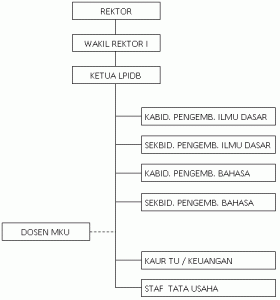 REKTOR
WAKIL REKTOR I
KETUA LPIDB
KABID. PENGEMB. ILMU DASAR
SEKBID. PENGEMB. ILMU DASAR
KABID. PENGEMB. BAHASA
SEKBID. PENGEMB. BAHASA
DOSEN MKU
KAUR TU / KEUANGAN
STAF TATA USAHA